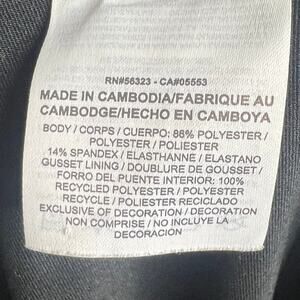 RN#56323 - CA#05553
MADE IN CAMBODIA/FABRIQUE AU
CAMBODGE/HECHO EN CAMBOYA
BODY / CORPS / CUERPO: 86% POLYESTER /
POLYESTER / POLIESTER
14% SPANDEX / ELASTHANNE / ELASTANO
GUSSET LINING / DOUBLURE DE GOUSSET /
FORRO DEL PUENTE INTERIOR: 100%
RECYCLED POLYESTER / POLYESTER
RECYCLE / POLIESTER RECICLADO
EXCLUSIVE OF DECORATION / DECORATION
NON COMPRISE / NO INCLUYE LA
DECORACION